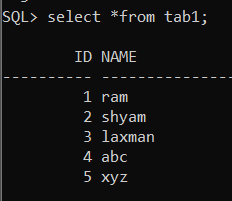 SQL> select *from tab1;
ID NAME
---------- ---------------
1 ram
2 shyam
3 laxman
4 abc
5 xyz